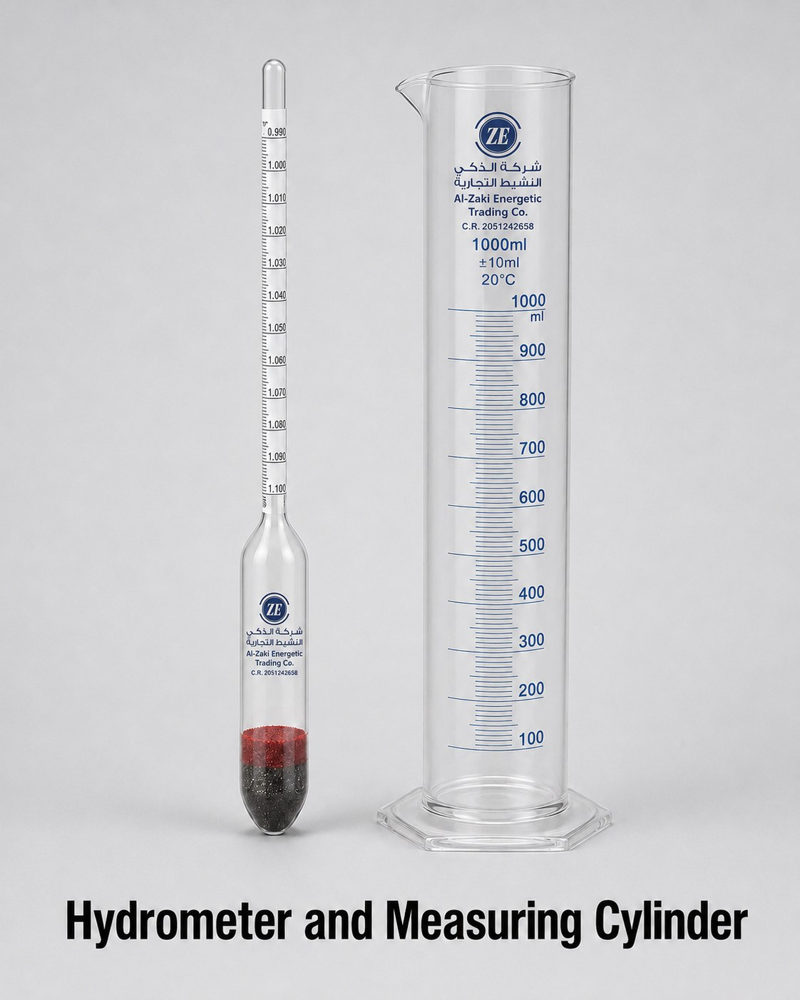 0.990
1.000
1.010
1.020
1.030
1.040
1.050
1.060
1.070
1.080
1.090
1.100
ZE
شركة الذكي
النشيط التجارية
Al-Zaki Energetic
Trading Co.
C.R. 2051242658
ZE
شركة الذكي
النشيط التجارية
Al-Zaki Energetic
Trading Co.
C.R. 2051242658
1000ml
±10ml
20°C
1000
ml
900
800
700
600
500
400
300
200
100
Hydrometer and Measuring Cylinder